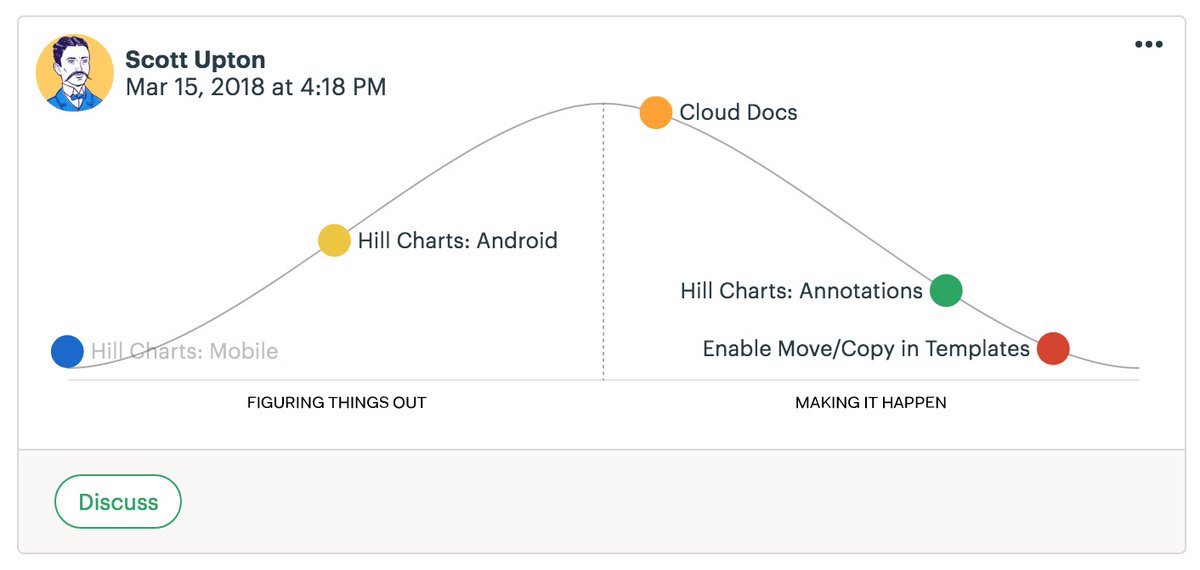 Scott Upton
Mar 15, 2018 at 4:18 PM
Cloud Docs
Hill Charts: Android
Hill Charts: Annotations
Hill Charts: Mobile
Enable Move/Copy in Templates
FIGURING THINGS OUT
MAKING IT HAPPEN
Discuss